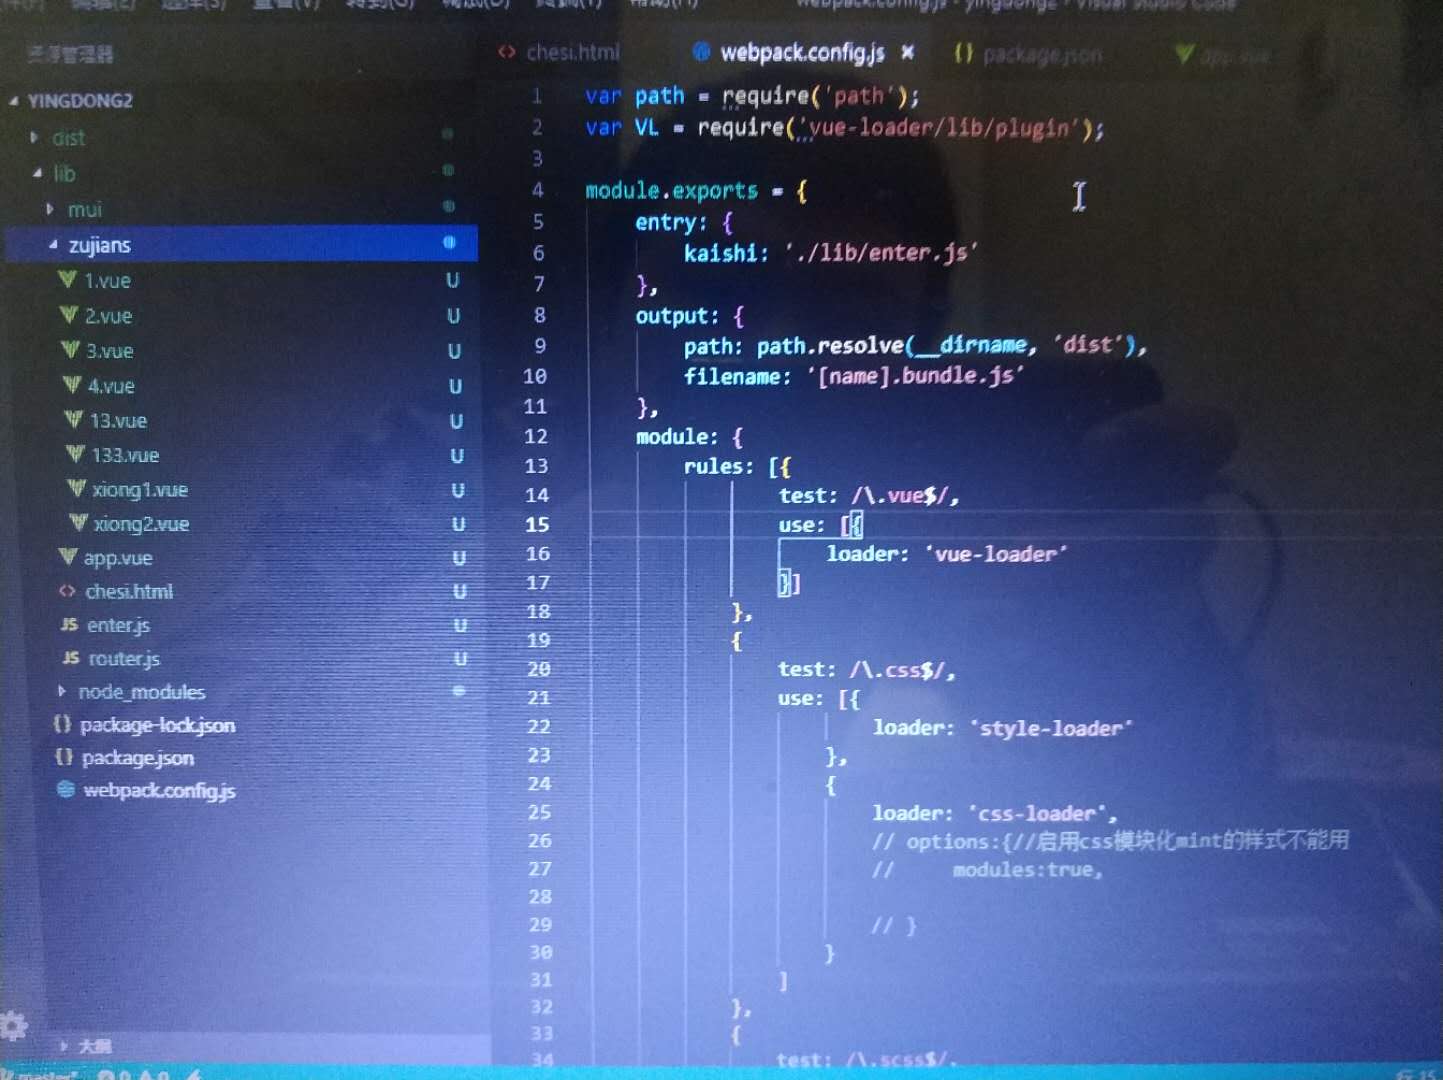 资源管理器
chesi.html
webpack.config.js ×
package.json
app.vue
YINGDONG2
dist
lib
mui
zujians
1.vue U
2.vue U
3.vue U
4.vue U
13.vue U
133.vue U
xiong1.vue U
xiong2.vue U
app.vue U
chesi.html U
JS enter.js U
JS router.js U
node_modules
{} package-lock.json
{} package.json
webpack.config.js
大纲
1 var path = require('path');
2 var VL = require('vue-loader/lib/plugin');
3
4 module.exports = {
5 entry: {
6 kaishi: './lib/enter.js'
7 },
8 output: {
9 path: path.resolve(__dirname, 'dist'),
10 filename: '[name].bundle.js'
11 },
12 module: {
13 rules: [{
14 test: /\.vue$/,
15 use: [{
16 loader: 'vue-loader'
17 }]
18 },
19 {
20 test: /\.css$/,
21 use: [{
22 loader: 'style-loader'
23 },
24 {
25 loader: 'css-loader',
26 // options:{//启用css模块化mint的样式不能用
27 // modules:true,
28
29 // }
30 }
31 ]
32 },
33 {
34 test: /\.scss$/,